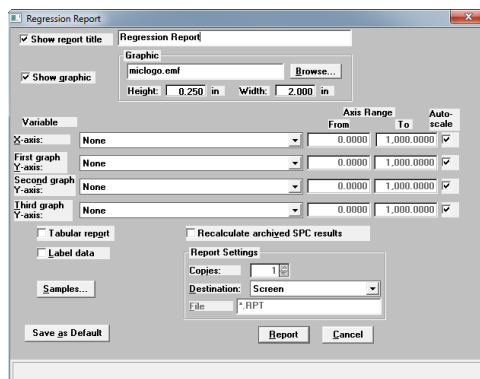 Regression Report
Show report title Regression Report
Graphic
Show graphic miclogo.emf Browse...
Height: 0.250 in Width: 2.000 in
Axis Range Auto-
Variable From To scale
X-axis: None 0.0000 1,000.0000
First graph
Y-axis: None 0.0000 1,000.0000
Second graph
Y-axis: None 0.0000 1,000.0000
Third graph
Y-axis: None 0.0000 1,000.0000
Tabular report Recalculate archived SPC results
Label data Report Settings
Copies: 1
Samples... Destination: Screen
File *.RPT
Save as Default Report Cancel